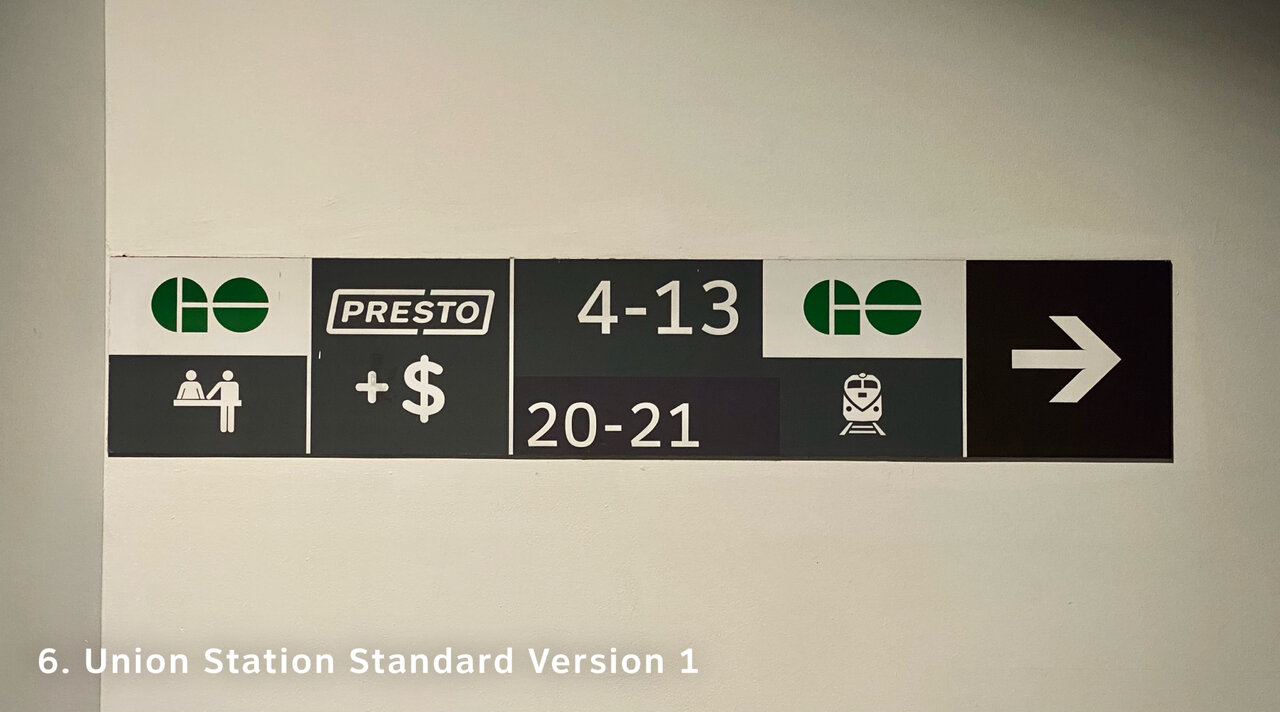 GO
PRESTO
+$
4-13
20-21
GO
6. Union Station Standard Version 1